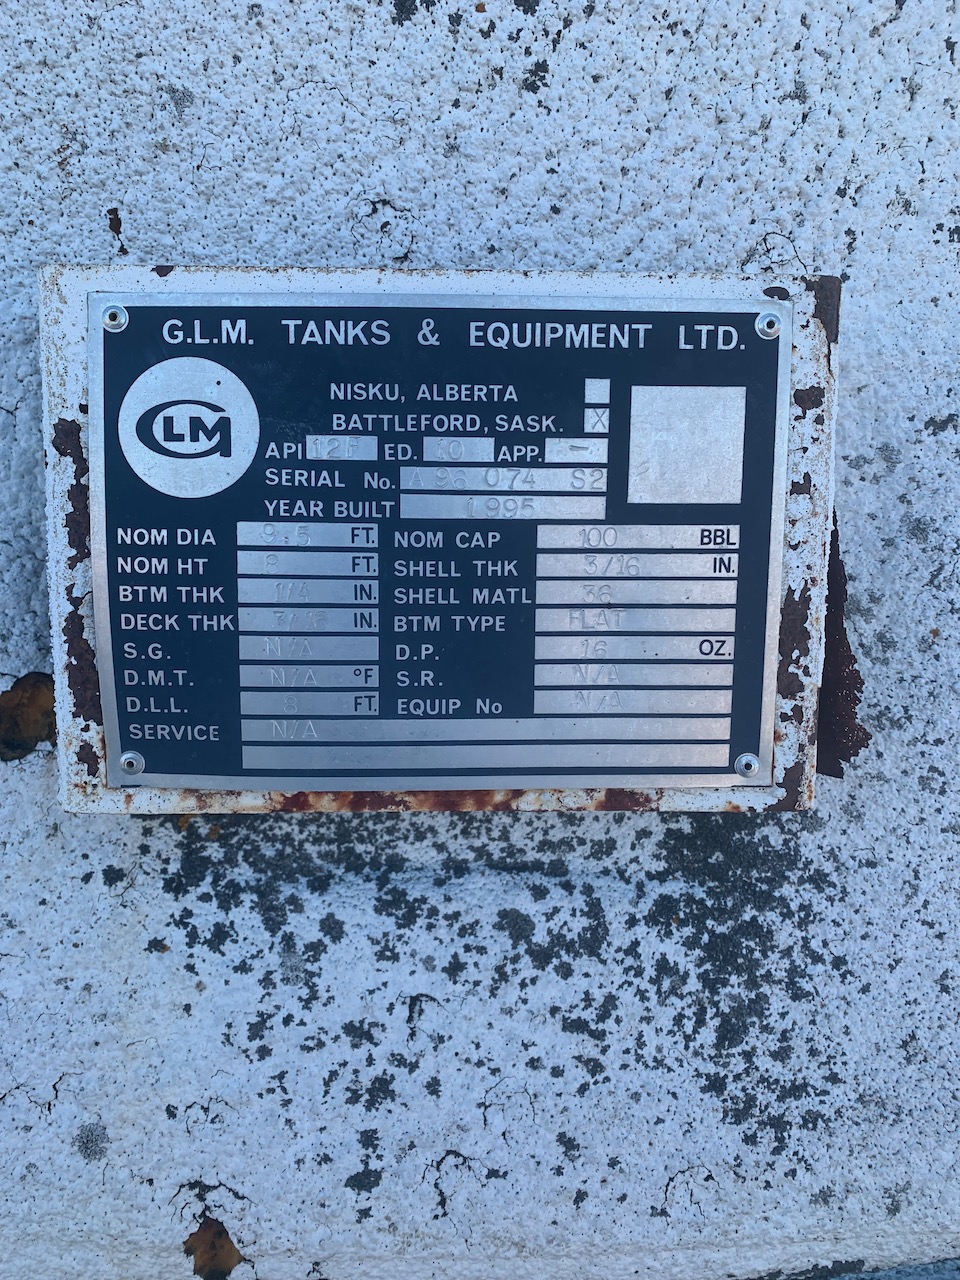 G.L.M. TANKS & EQUIPMENT LTD.
GLM
NISKU, ALBERTA
BATTLEFORD, SASK. X
API 12F ED. 10 APP. -
SERIAL No. A 96 074 S2
YEAR BUILT 1995
NOM DIA 9.5 FT. NOM CAP 100 BBL
NOM HT 8 FT. SHELL THK 3/16 IN.
BTM THK 1/4 IN. SHELL MATL 36
DECK THK 3/16 IN. BTM TYPE FLAT
S.G. N/A D.P. 16 OZ.
D.M.T. N/A °F S.R. N/A
D.L.L. 8 FT. EQUIP No N/A
SERVICE N/A